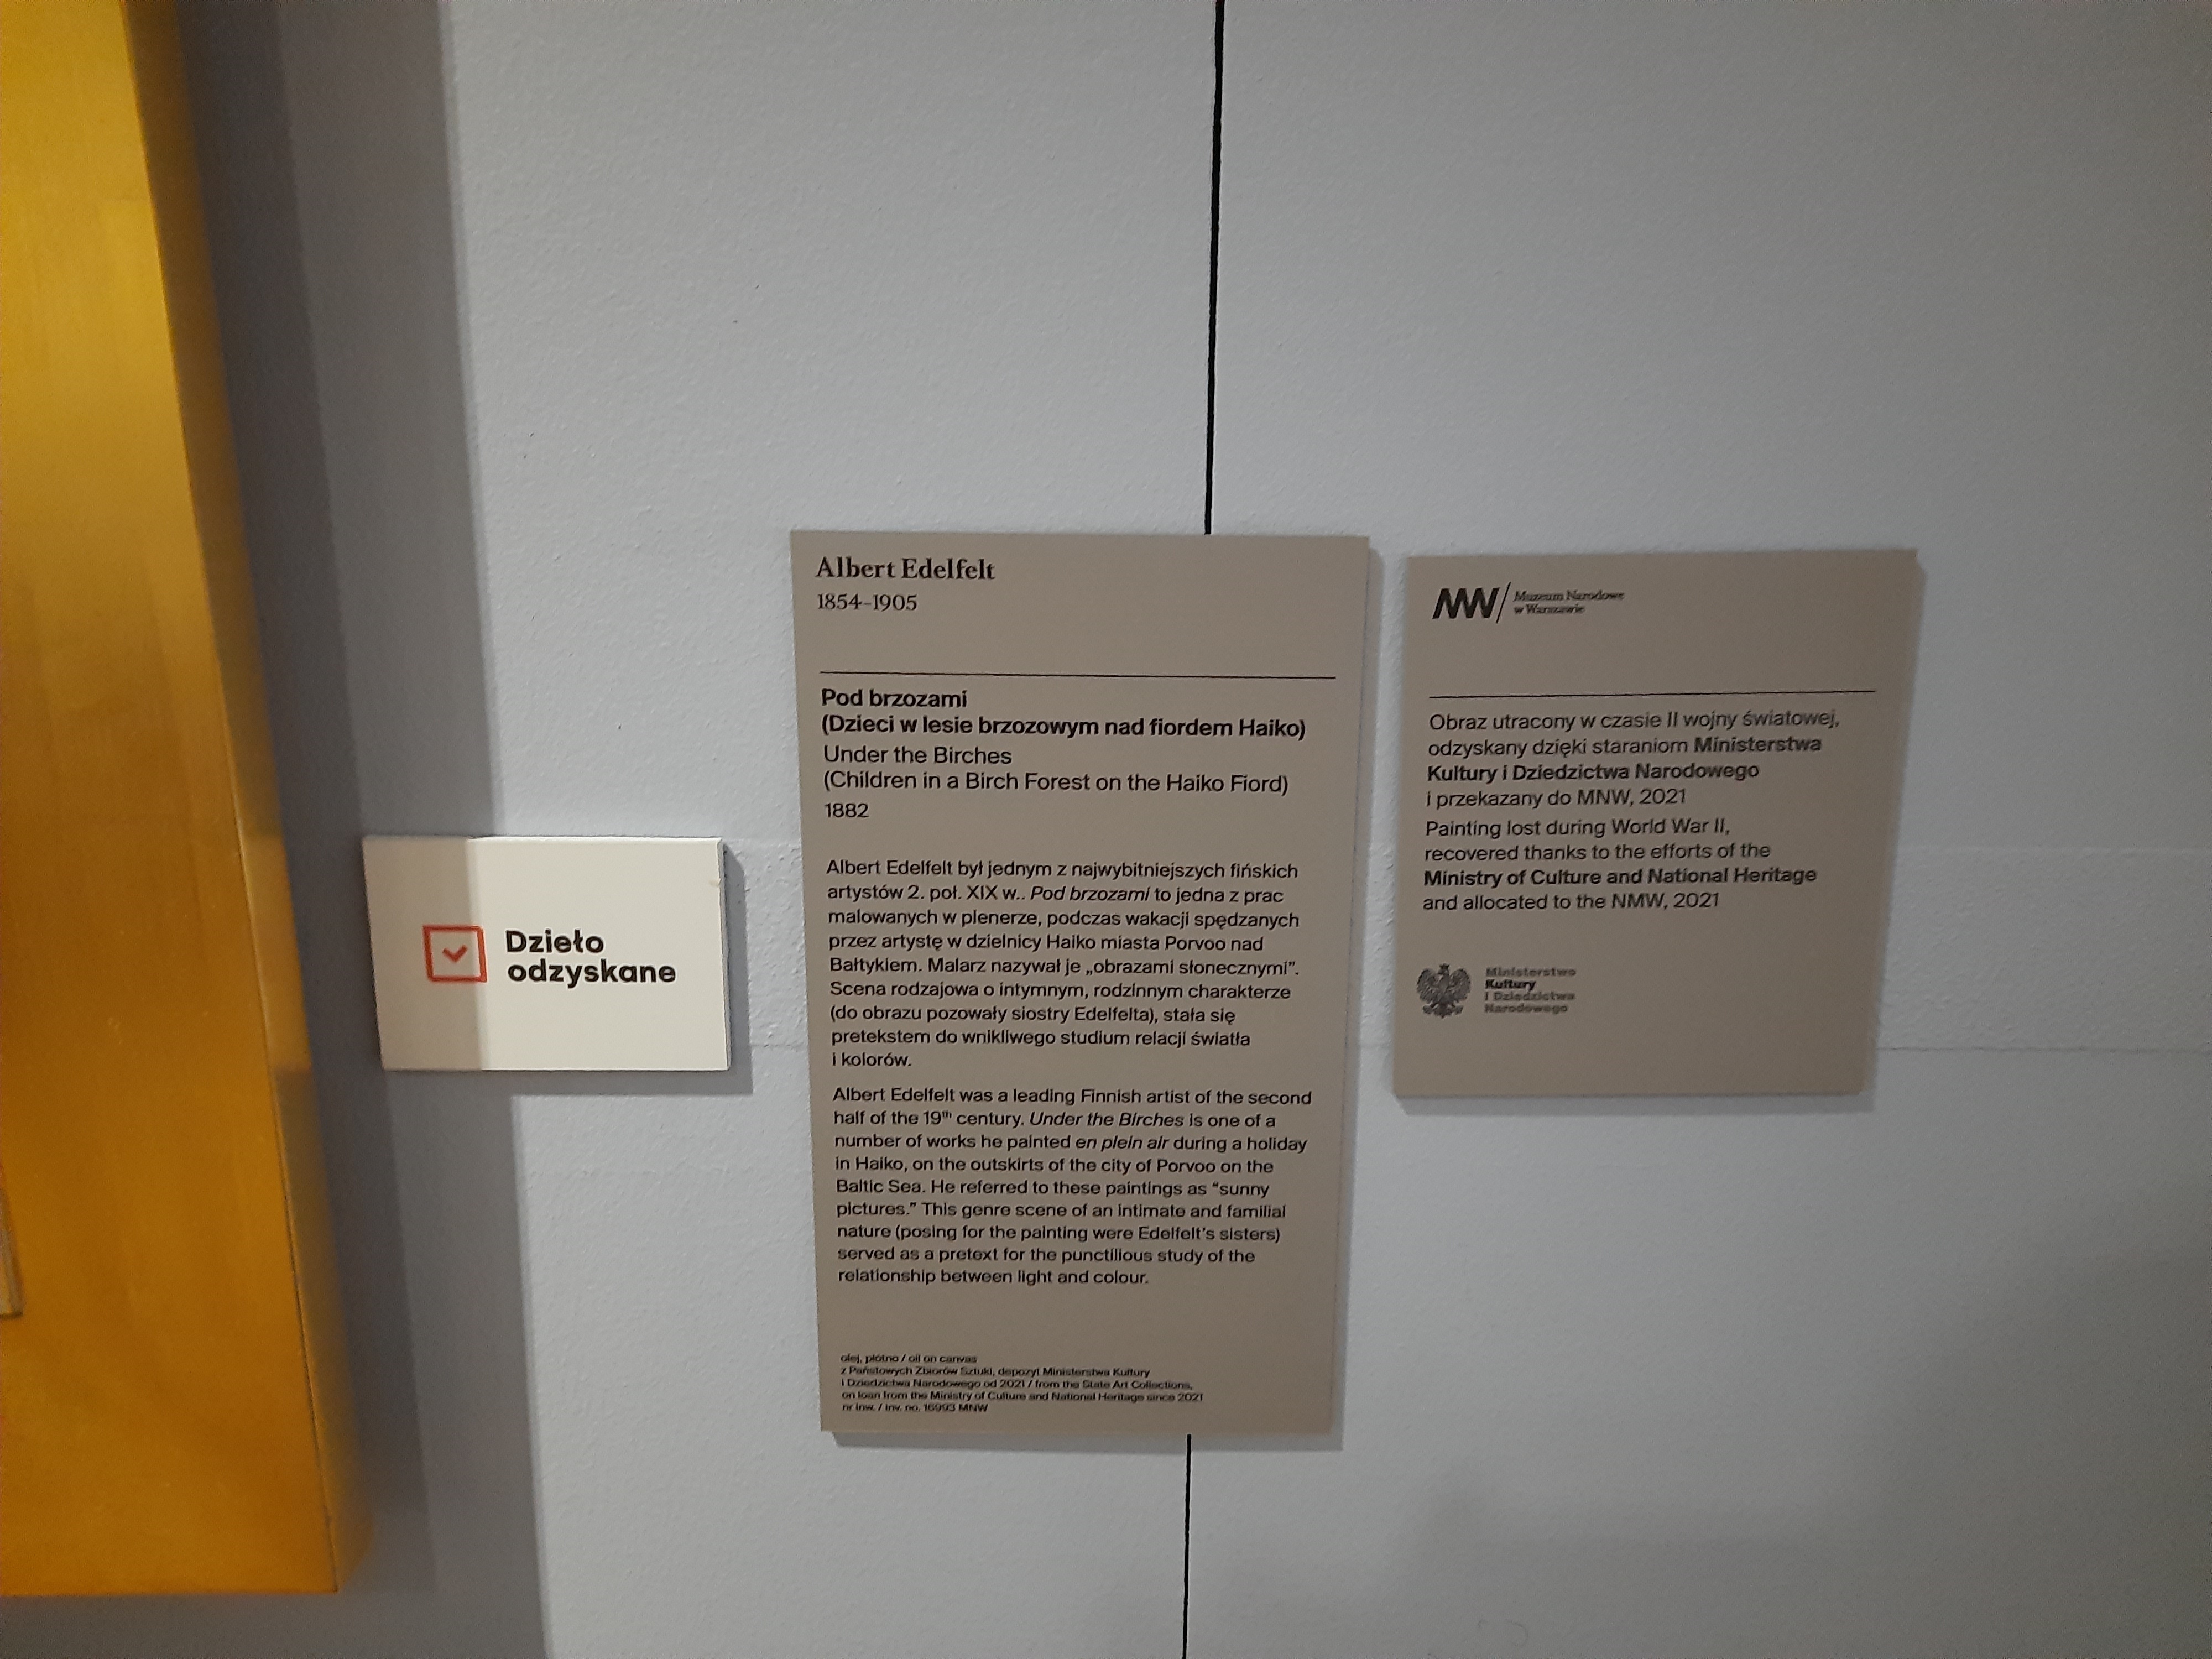 Dzieło
odzyskane
Albert Edelfelt
1854–1905
Pod brzozami
(Dzieci w lesie brzozowym nad fiordem Haiko)
Under the Birches
(Children in a Birch Forest on the Haiko Fiord)
1882
Albert Edelfelt był jednym z najwybitniejszych fińskich
artystów 2. poł. XIX w.. Pod brzozami to jedna z prac
malowanych w plenerze, podczas wakacji spędzanych
przez artystę w dzielnicy Haiko miasta Porvoo nad
Bałtykiem. Malarz nazywał je „obrazami słonecznymi”.
Scena rodzajowa o intymnym, rodzinnym charakterze
(do obrazu pozowały siostry Edelfelta), stała się
pretekstem do wnikliwego studium relacji światła
i kolorów.
Albert Edelfelt was a leading Finnish artist of the second
half of the 19th century. Under the Birches is one of a
number of works he painted en plein air during a holiday
in Haiko, on the outskirts of the city of Porvoo on the
Baltic Sea. He referred to these paintings as “sunny
pictures.” This genre scene of an intimate and familial
nature (posing for the painting were Edelfelt's sisters)
served as a pretext for the punctilious study of the
relationship between light and colour.
olej, płótno / oil on canvas
z Państowych Zbiorów Sztuki, depozyt Ministerstwa Kultury
i Dziedzictwa Narodowego od 2021 / from the State Art Collections,
on loan from the Ministry of Culture and National Heritage since 2021
nr inw. / inv. no. 16993 MNW
MNW/ Muzeum Narodowe
w Warszawie
Obraz utracony w czasie II wojny światowej,
odzyskany dzięki staraniom Ministerstwa
Kultury i Dziedzictwa Narodowego
i przekazany do MNW, 2021
Painting lost during World War II,
recovered thanks to the efforts of the
Ministry of Culture and National Heritage
and allocated to the NMW, 2021
Ministerstwo
Kultury
i Dziedzictwa
Narodowego